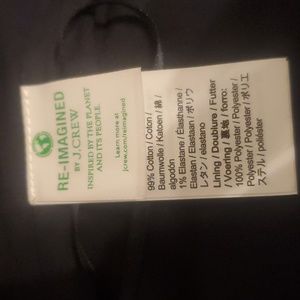 RE-IMAGINED
BY J.CREW
INSPIRED BY THE PLANET
AND ITS PEOPLE.
Learn more at
jcrew.com/reimagined
99% Cotton / Coton /
Baumwolle / Katoen / 綿 /
algodón
1% Elastane / Élasthanne /
Elastan / Elastaan / ポリウ
レタン / elastano
Lining / Doublure / Futter
/ Voering / 裏地 / forro:
100% Polyester / Polyester /
Polyester / Polyester / ポリエ
ステル / poliéster